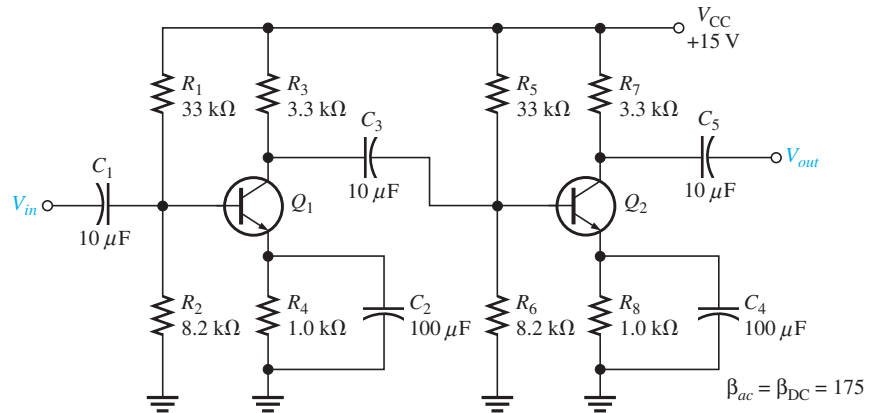 V_CC
+15 V
R_1
33 kΩ
R_3
3.3 kΩ
R_5
33 kΩ
R_7
3.3 kΩ
C_3
10 μF
C_5
10 μF
V_out
C_1
10 μF
V_in
Q_1
Q_2
R_2
8.2 kΩ
R_4
1.0 kΩ
C_2
100 μF
R_6
8.2 kΩ
R_8
1.0 kΩ
C_4
100 μF
β_ac = β_DC = 175